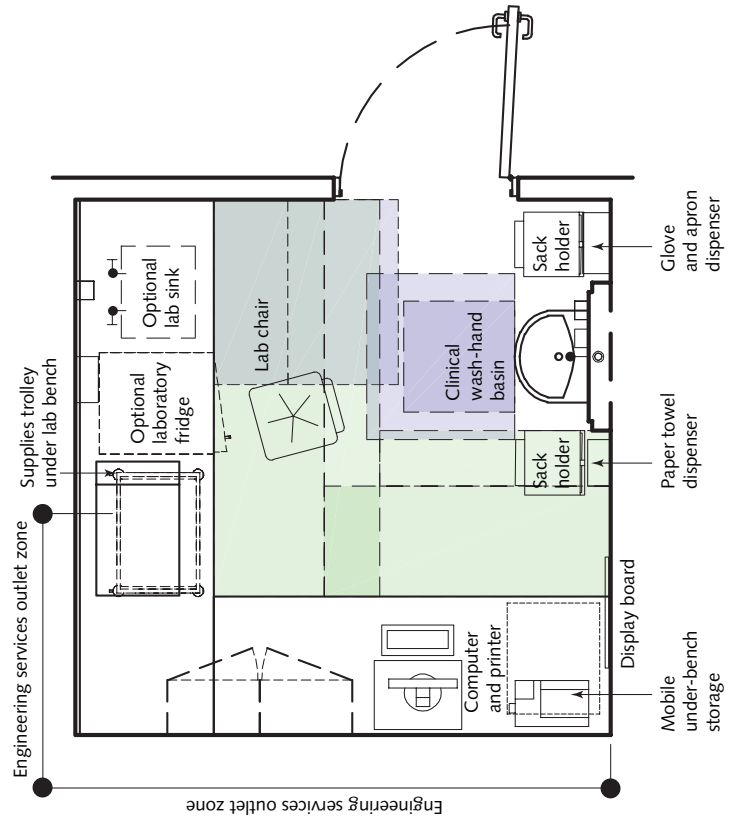 Engineering services outlet zone
Supplies trolley
under lab bench
Optional
laboratory
fridge
Optional
lab sink
Lab chair
Clinical
wash-hand
basin
Sack
holder
Sack
holder
Computer
and printer
Engineering services outlet zone
Mobile
under-bench
storage
Display board
Paper towel
dispenser
Glove
and apron
dispenser